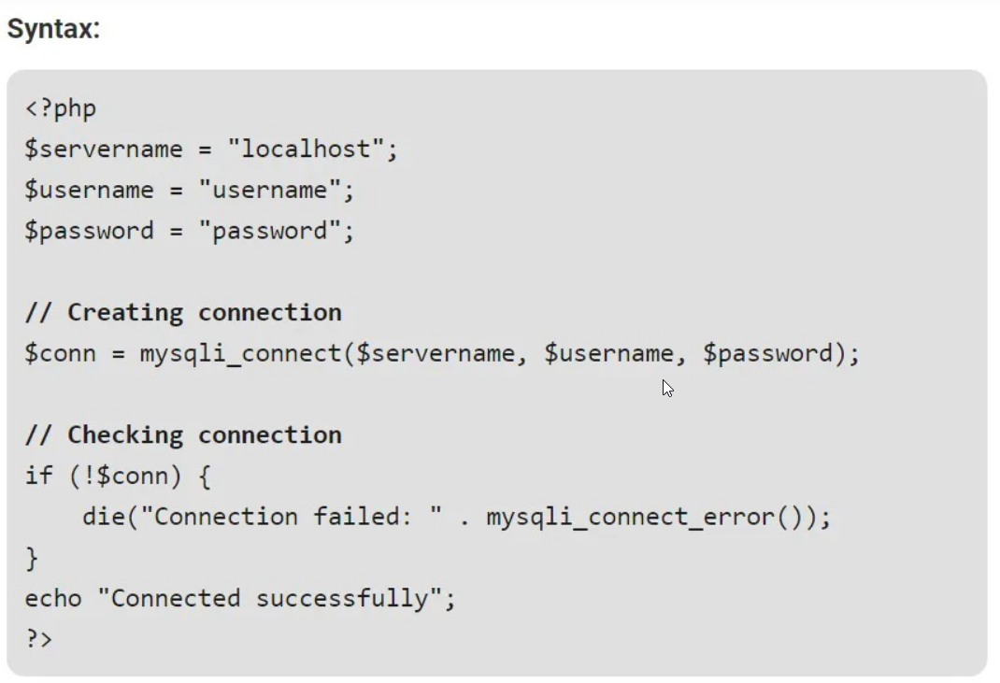 Syntax:
<?php
$servername = "localhost";
$username = "username";
$password = "password";
// Creating connection
$conn = mysqli_connect($servername, $username, $password);
// Checking connection
if (!$conn) {
    die("Connection failed: " . mysqli_connect_error());
}
echo "Connected successfully";
?>